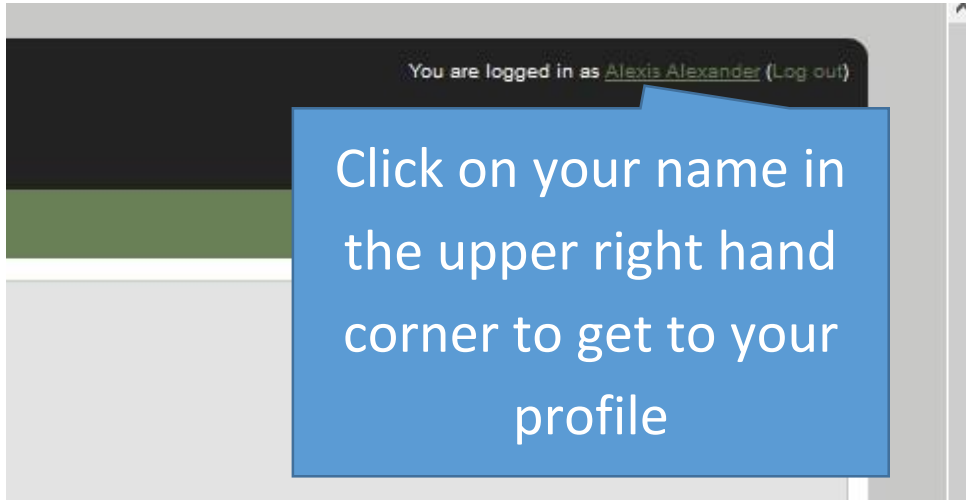 You are logged in as Alexis Alexander (Log out)
Click on your name in
the upper right hand
corner to get to your
profile